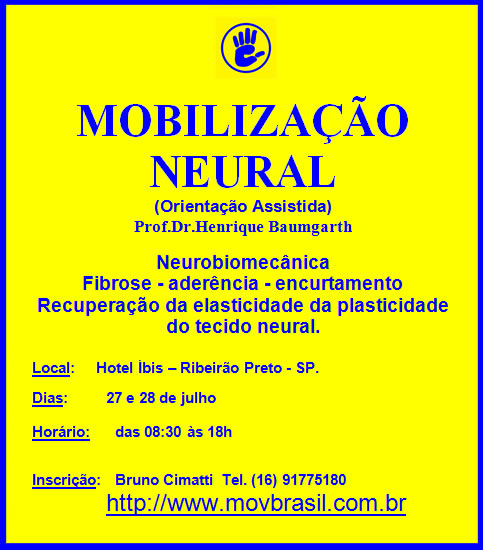 MOBILIZAÇÃO
NEURAL
(Orientação Assistida)
Prof.Dr.Henrique Baumgarth
Neurobiomecânica
Fibrose - aderência - encurtamento
Recuperação da elasticidade da plasticidade
do tecido neural.
Local: Hotel Íbis – Ribeirão Preto - SP.
Dias: 27 e 28 de julho
Horário: das 08:30 às 18h
Inscrição: Bruno Cimatti Tel. (16) 91775180
http://www.movbrasil.com.br